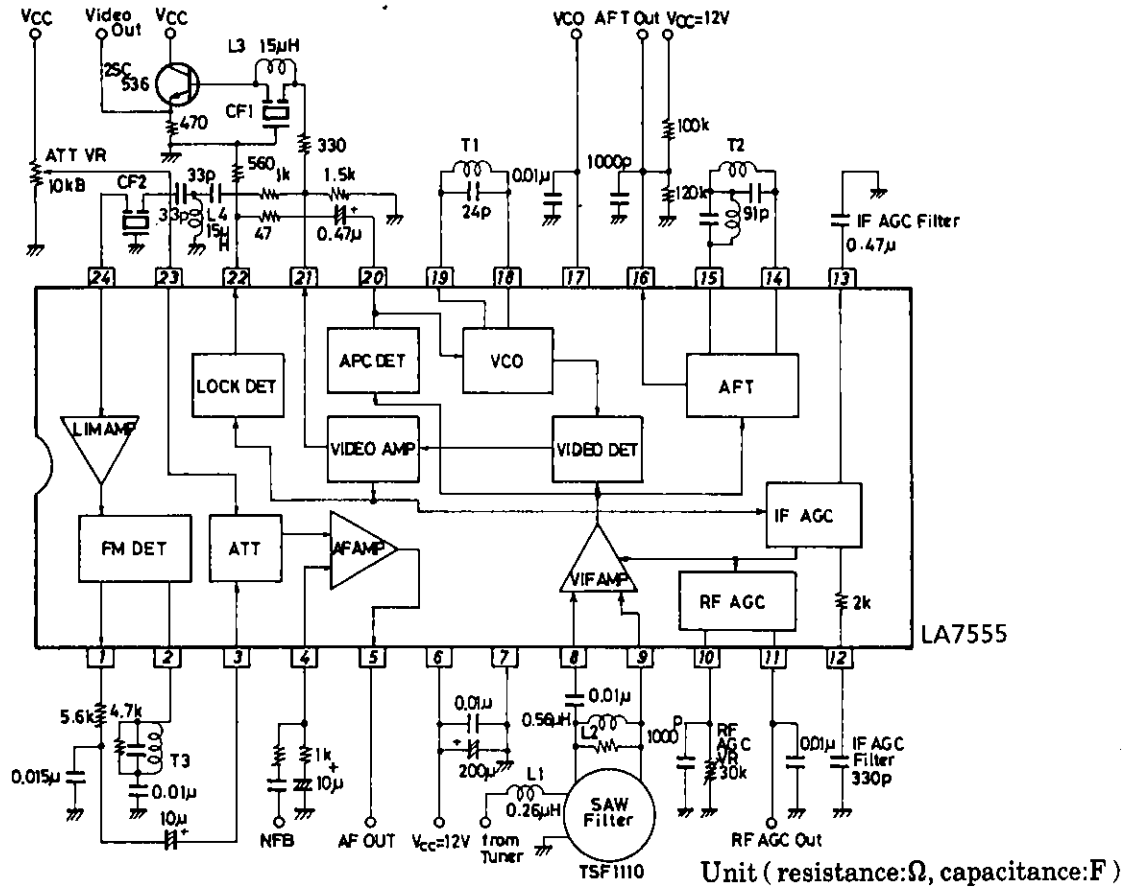 VCC
Video
Out
VCC
L3
15μH
2SC
536
CF1
470
330
ATT VR
10kB
CF2
33p
33p
L4
15μ
H
560
1k
1.5k
47
0.47μ
T1
24p
VCO
AFT Out
VCC=12V
0.01μ
1000p
100k
120k
T2
91p
IF AGC Filter
0.47μ
24
23
22
21
20
19
18
17
16
15
14
13
LOCK DET
APC DET
VCO
AFT
LIM AMP
VIDEO AMP
VIDEO DET
IF AGC
FM DET
ATT
AF AMP
VIF AMP
RF AGC
2k
LA7555
1
2
3
4
5
6
7
8
9
10
11
12
5.6k
4.7k
T3
0.015μ
0.01μ
10μ
1k
10μ
NFB
AF OUT
0.01μ
200μ
VCC=12V
from
Tuner
L1
0.26μH
0.01μ
0.56μH
L2
SAW
Filter
TSF1110
1000
p
RF
AGC
VR
30k
0.01μ
RF AGC Out
IF AGC
Filter
330p
Unit ( resistance:Ω, capacitance:F )